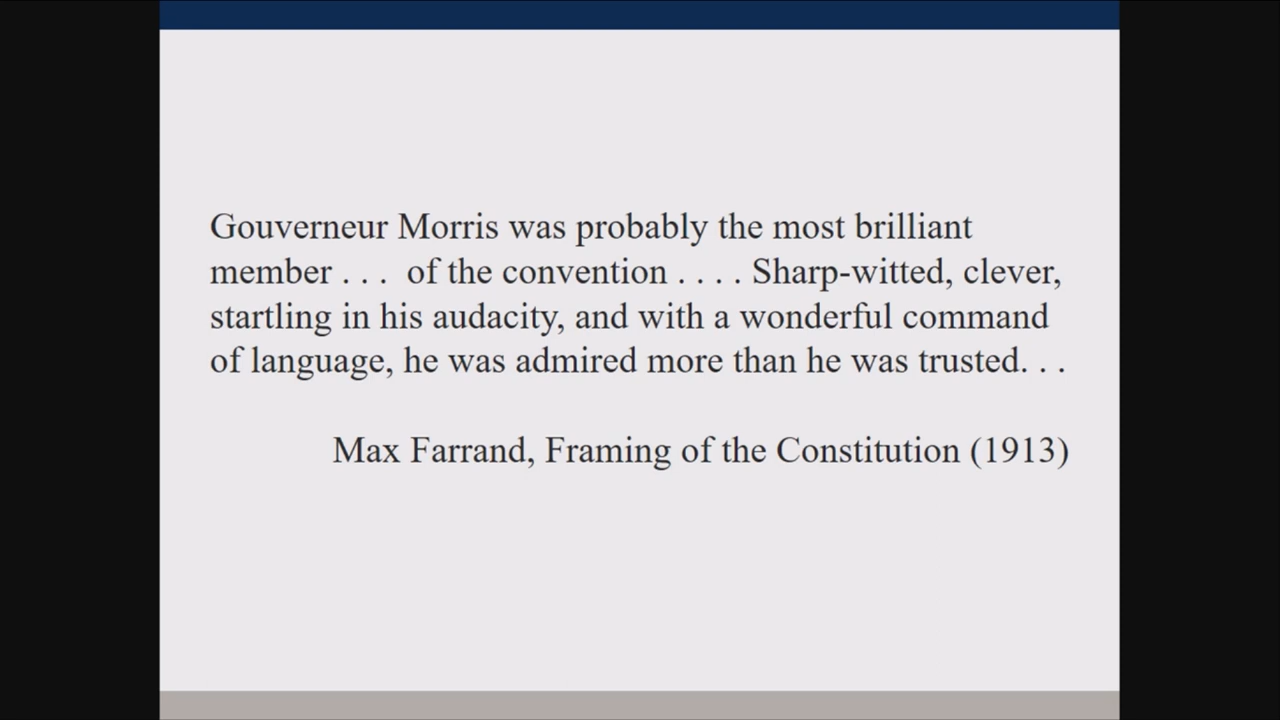 Gouverneur Morris was probably the most brilliant
member . . .  of the convention . . . . Sharp-witted, clever,
startling in his audacity, and with a wonderful command
of language, he was admired more than he was trusted. . .
Max Farrand, Framing of the Constitution (1913)